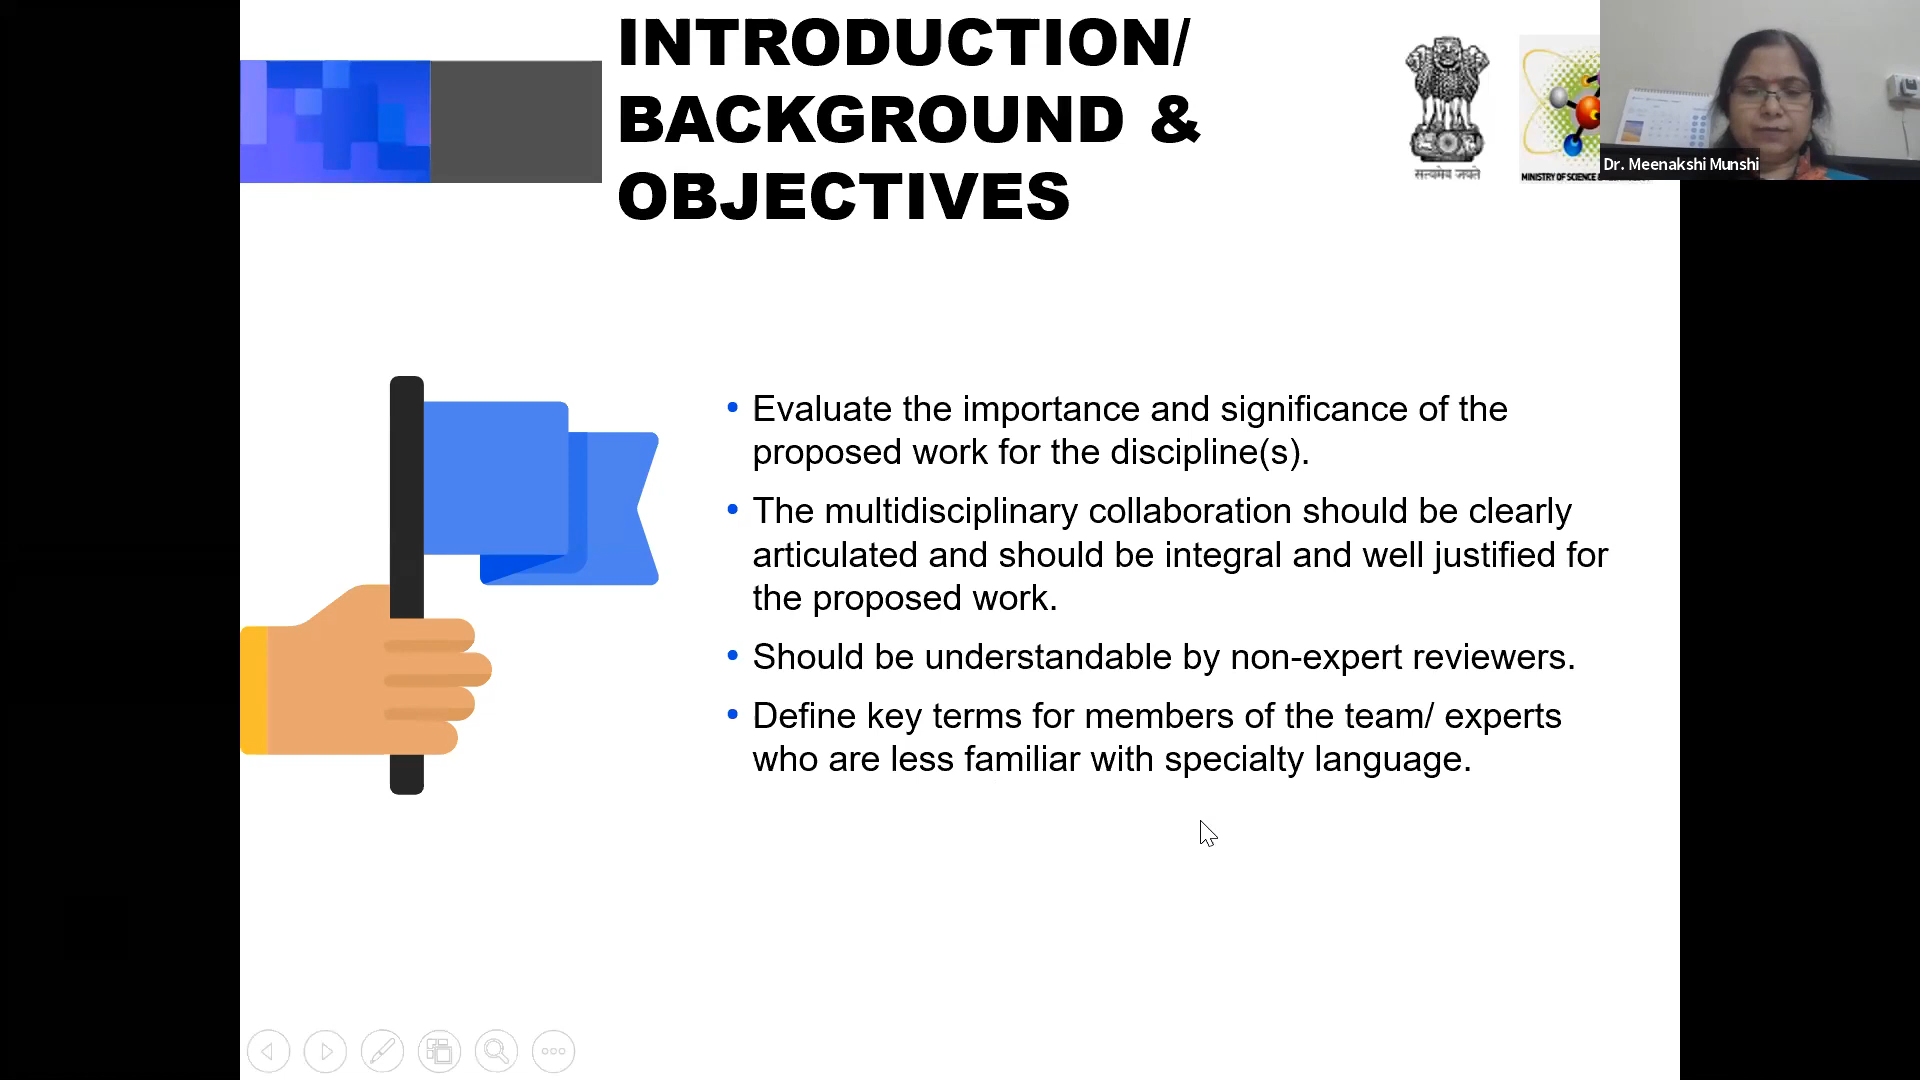 INTRODUCTION/
BACKGROUND &
OBJECTIVES
सत्यमेव जयते
MINISTRY OF SCIENCE
Dr. Meenakshi Munshi
• Evaluate the importance and significance of the
proposed work for the discipline(s).
• The multidisciplinary collaboration should be clearly
articulated and should be integral and well justified for
the proposed work.
• Should be understandable by non-expert reviewers.
• Define key terms for members of the team/ experts
who are less familiar with specialty language.